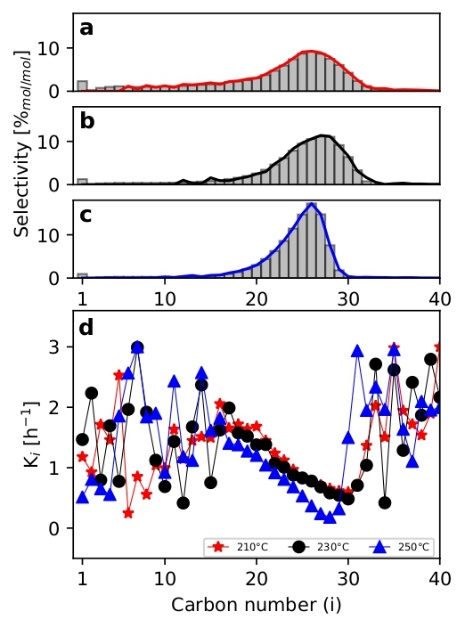 a
10
0
b
10
0
c
10
0
Selectivity [%mol/mol]
1 10 20 30 40
d
3
2
1
0
K_i [h⁻¹]
210°C 230°C 250°C
1 10 20 30 40
Carbon number (i)